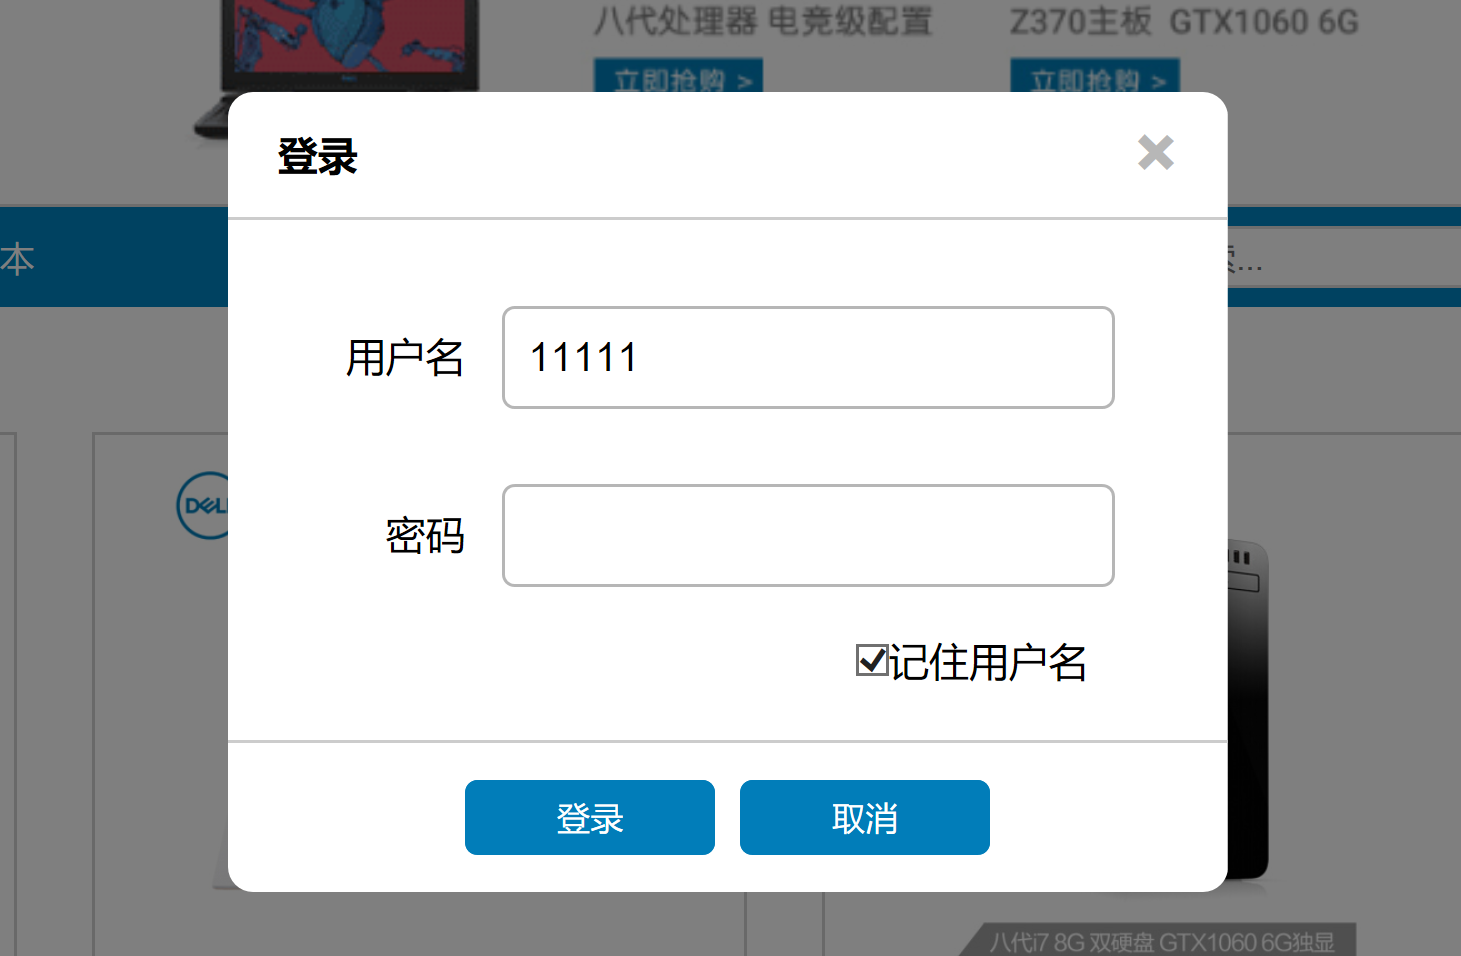 八代处理器 电竞级配置
Z370主板 GTX1060 6G
立即抢购 >
立即抢购 >
登录
本
...
用户名
11111
DELL
密码
记住用户名
登录
取消
八代i7 8G 双硬盘 GTX1060 6G独显